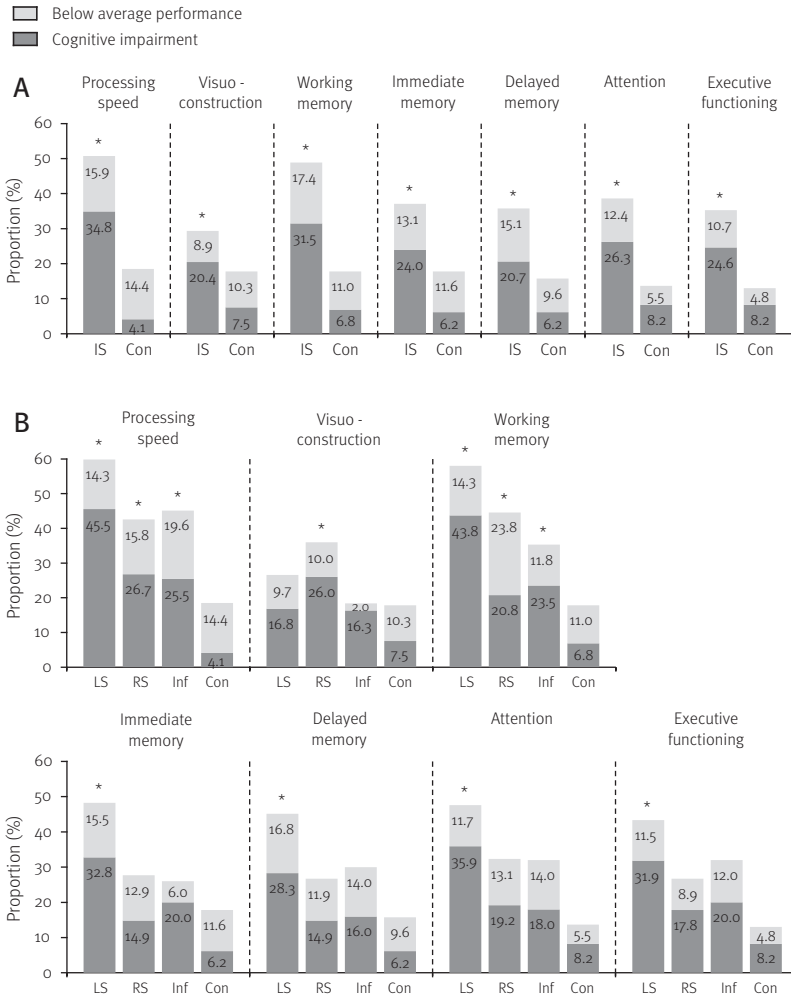 Below average performance
Cognitive impairment
A
Processing speed
Visuo - construction
Working memory
Immediate memory
Delayed memory
Attention
Executive functioning
Proportion (%)
60
50
40
30
20
10
0
* * * * * * *
15.9 34.8 14.4 4.1
8.9 20.4 10.3 7.5
17.4 31.5 11.0 6.8
13.1 24.0 11.6 6.2
15.1 20.7 9.6 6.2
12.4 26.3 5.5 8.2
10.7 24.6 4.8 8.2
IS Con IS Con IS Con IS Con IS Con IS Con IS Con
B
Processing speed
Visuo - construction
Working memory
Proportion (%)
60
50
40
30
20
10
0
* * * * * * *
14.3 45.5 15.8 26.7 19.6 25.5 14.4 4.1
9.7 16.8 10.0 26.0 2.0 16.3 10.3 7.5
14.3 43.8 23.8 20.8 11.8 23.5 11.0 6.8
LS RS Inf Con LS RS Inf Con LS RS Inf Con
Immediate memory
Delayed memory
Attention
Executive functioning
Proportion (%)
60
50
40
30
20
10
0
* * * *
15.5 32.8 12.9 14.9 6.0 20.0 11.6 6.2
16.8 28.3 11.9 14.9 14.0 16.0 9.6 6.2
11.7 35.9 13.1 19.2 14.0 18.0 5.5 8.2
11.5 31.9 8.9 17.8 12.0 20.0 4.8 8.2
LS RS Inf Con LS RS Inf Con LS RS Inf Con LS RS Inf Con